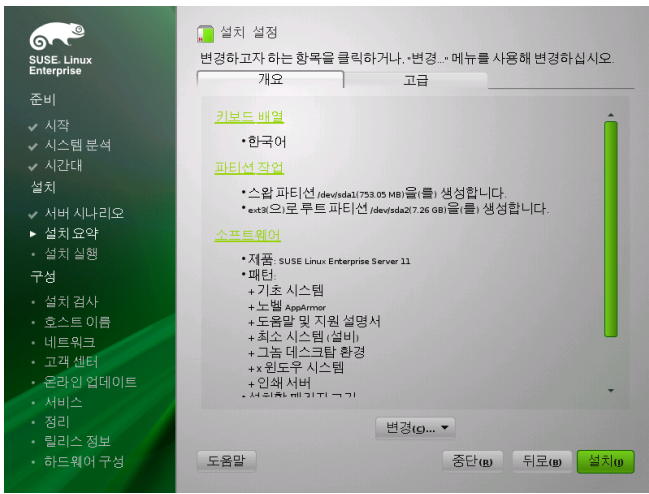 SUSE. Linux
Enterprise
준비
시작
시스템 분석
시간대
설치
서버 시나리오
설치 요약
설치 실행
구성
설치 검사
호스트 이름
네트워크
고객 센터
온라인 업데이트
서비스
정리
릴리스 정보
하드웨어 구성
설치 설정
변경하고자 하는 항목을 클릭하거나, "변경..." 메뉴를 사용해 변경하십시오.
개요
고급
키보드 배열
•한국어
파티션 작업
•스왑 파티션 /dev/sda1(753.05 MB)을(를) 생성합니다.
•ext3(으)로 루트 파티션 /dev/sda2(7.26 GB)을(를) 생성합니다.
소프트웨어
•제품: SUSE Linux Enterprise Server 11
•패턴:
+기초 시스템
+노벨 AppArmor
+도움말 및 지원 설명서
+최소 시스템 (설비)
+그놈 데스크탑 환경
+x 윈도우 시스템
+인쇄 서버
변경(C)...
도움말
중단(R)
뒤로(B)
설치(I)